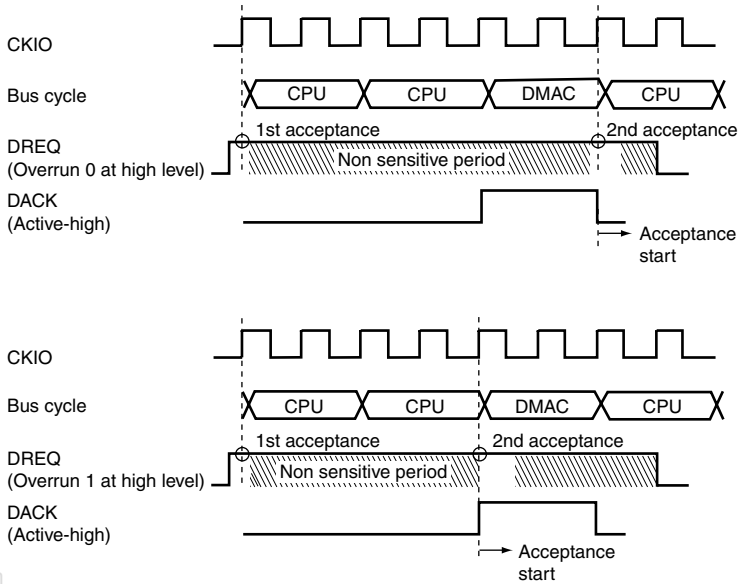 CKIO
Bus cycle
CPU CPU DMAC CPU
1st acceptance 2nd acceptance
DREQ
(Overrun 0 at high level)
Non sensitive period
DACK
(Active-high)
Acceptance
start
CKIO
Bus cycle
CPU CPU DMAC CPU
1st acceptance 2nd acceptance
DREQ
(Overrun 1 at high level)
Non sensitive period
DACK
(Active-high)
Acceptance
start